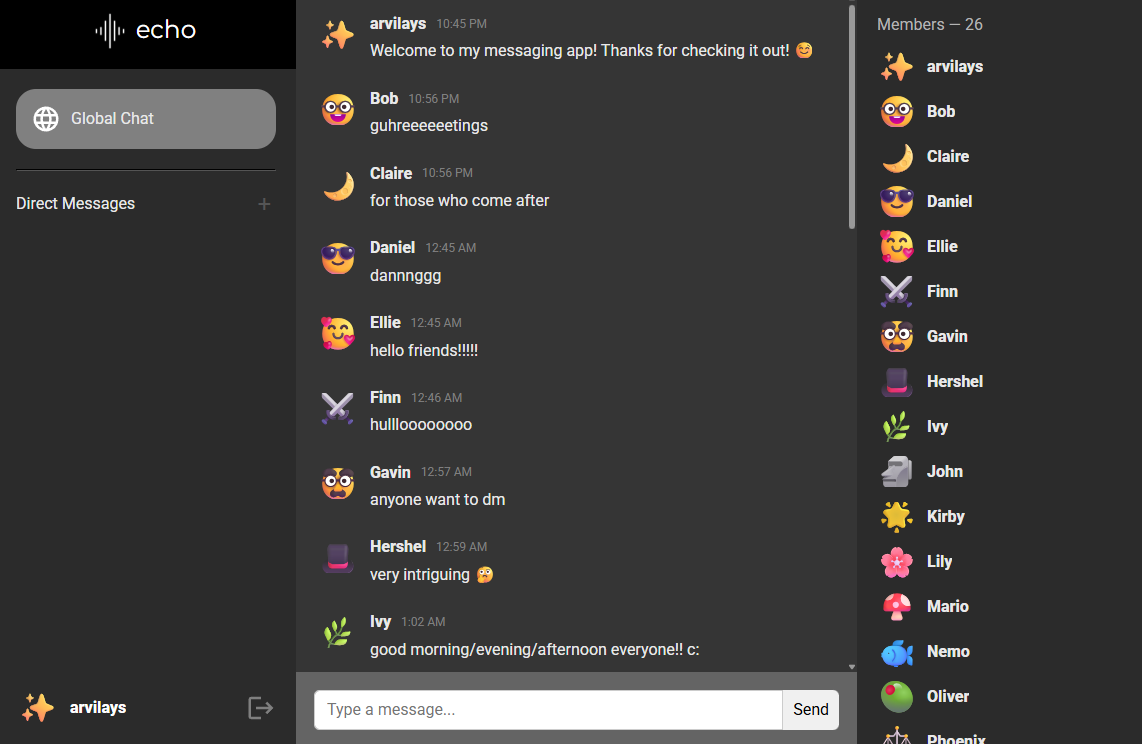 echo
Global Chat
Direct Messages
+
arvilays
arvilays 10:45 PM
Welcome to my messaging app! Thanks for checking it out! 😊
Bob 10:56 PM
guhreeeeeetings
Claire 10:56 PM
for those who come after
Daniel 12:45 AM
dannnggg
Ellie 12:45 AM
hello friends!!!!!
Finn 12:46 AM
hullloooooooo
Gavin 12:57 AM
anyone want to dm
Hershel 12:59 AM
very intriguing 🤔
Ivy 1:02 AM
good morning/evening/afternoon everyone!! c:
Type a message...
Send
Members — 26
arvilays
Bob
Claire
Daniel
Ellie
Finn
Gavin
Hershel
Ivy
John
Kirby
Lily
Mario
Nemo
Oliver
Phoenix